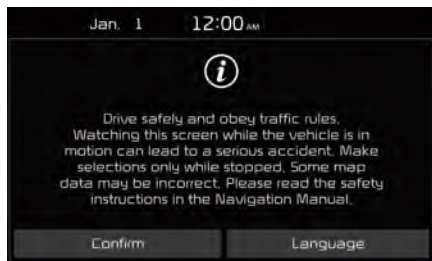 Jan. 1 12:00 AM
i
Drive safely and obey traffic rules.
Watching this screen while the vehicle is in
motion can lead to a serious accident. Make
selections only while stopped. Some map
data may be incorrect. Please read the safety
instructions in the Navigation Manual.
Confirm Language